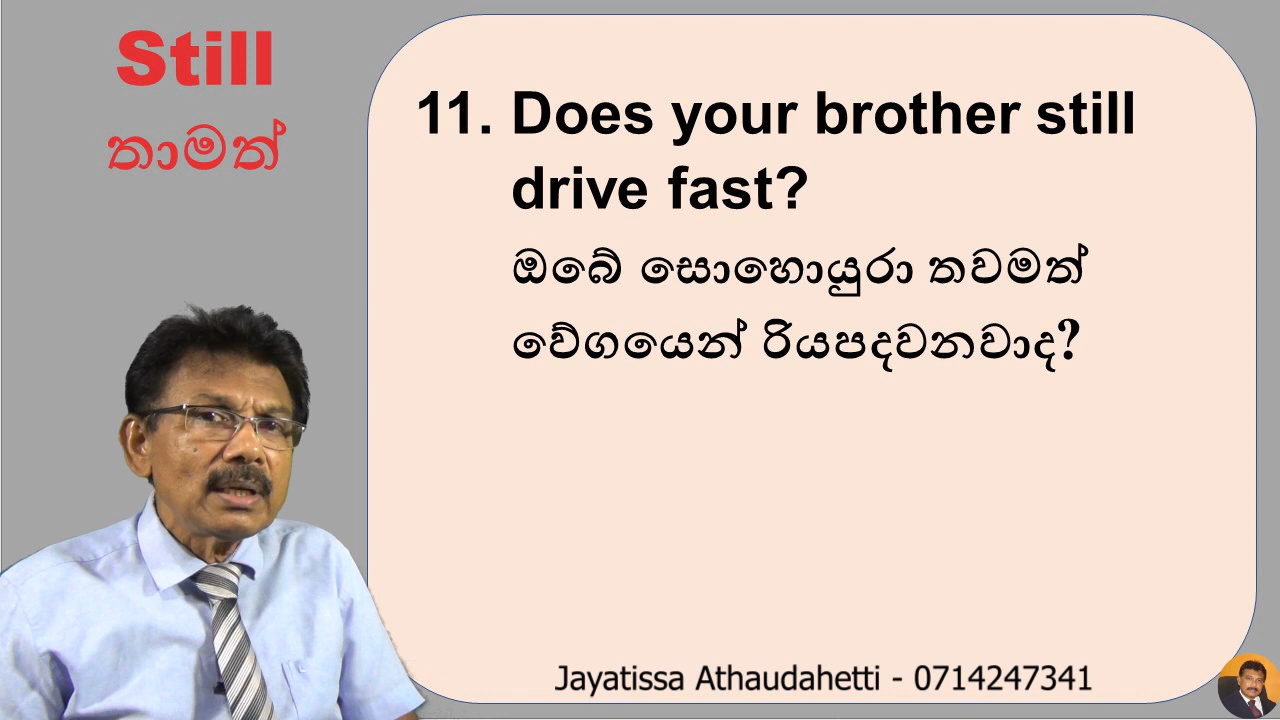 Still
තාමත්
11. Does your brother still
drive fast?
ඔබේ සොහොයුරා තවමත්
වේගයෙන් රියපදවනවාද?
Jayatissa Athaudahetti - 0714247341